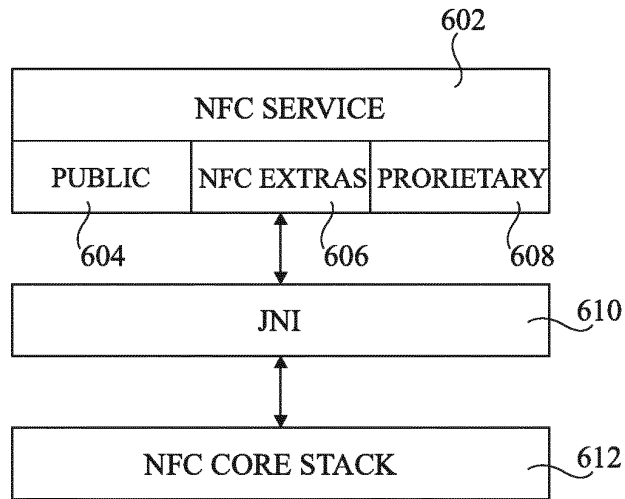 602
NFC SERVICE
PUBLIC NFC EXTRAS PRORIETARY
604 606 608
JNI 610
NFC CORE STACK 612